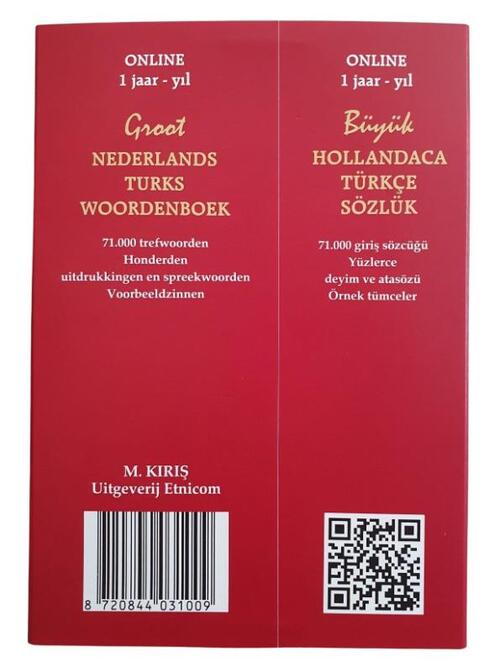 ONLINE
1 jaar - yıl
Groot
NEDERLANDS
TURKS
WOORDENBOEK
71.000 trefwoorden
Honderden
uitdrukkingen en spreekwoorden
Voorbeeldzinnen
M. KIRIŞ
Uitgeverij Etnicom
8 720844 031009
ONLINE
1 jaar - yıl
Büyük
HOLLANDACA
TÜRKÇE
SÖZLÜK
71.000 giriş sözcüğü
Yüzlerce
deyim ve atasözü
Örnek tümceler